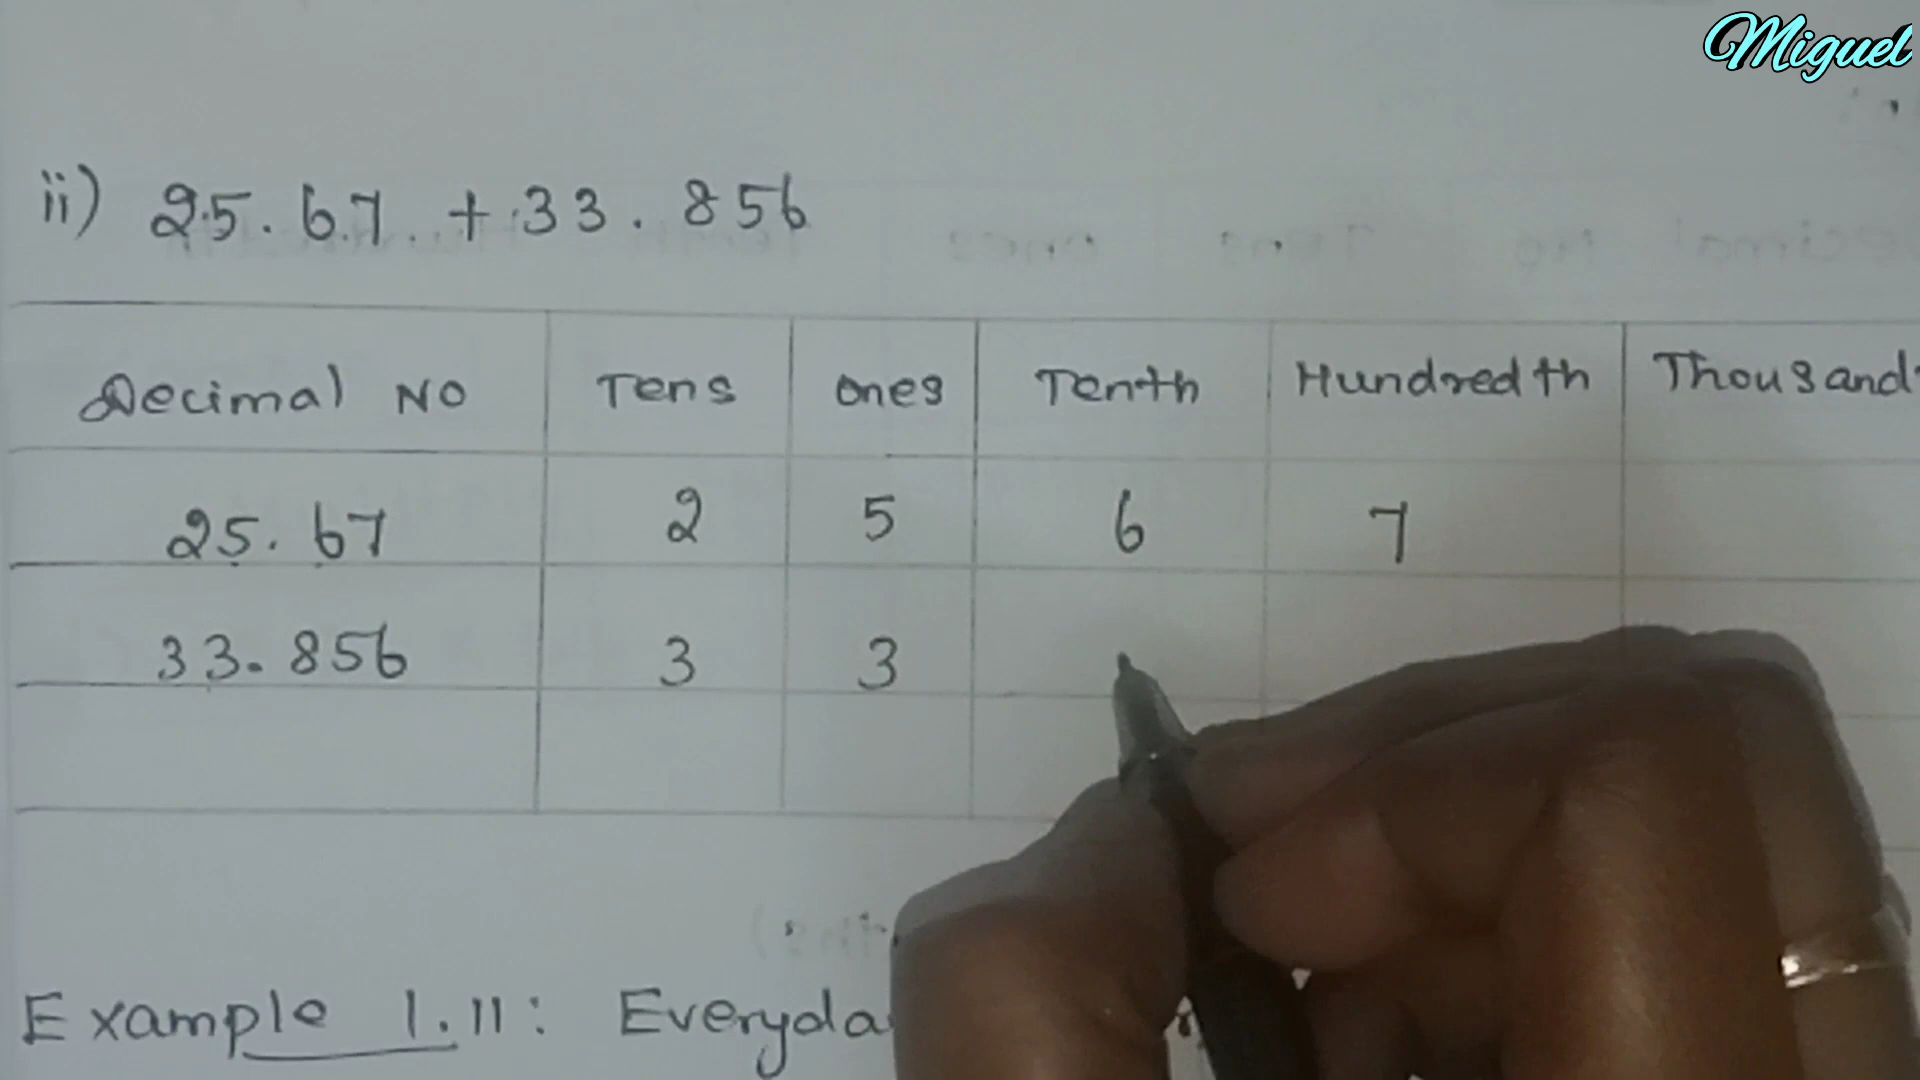 Miguel
ii) 25.67 + 33.856
Decimal No Tens ones Tenth Hundredth Thousand
25.67 2 5 6 7
33.856 3 3
Example 1.11: Everyda